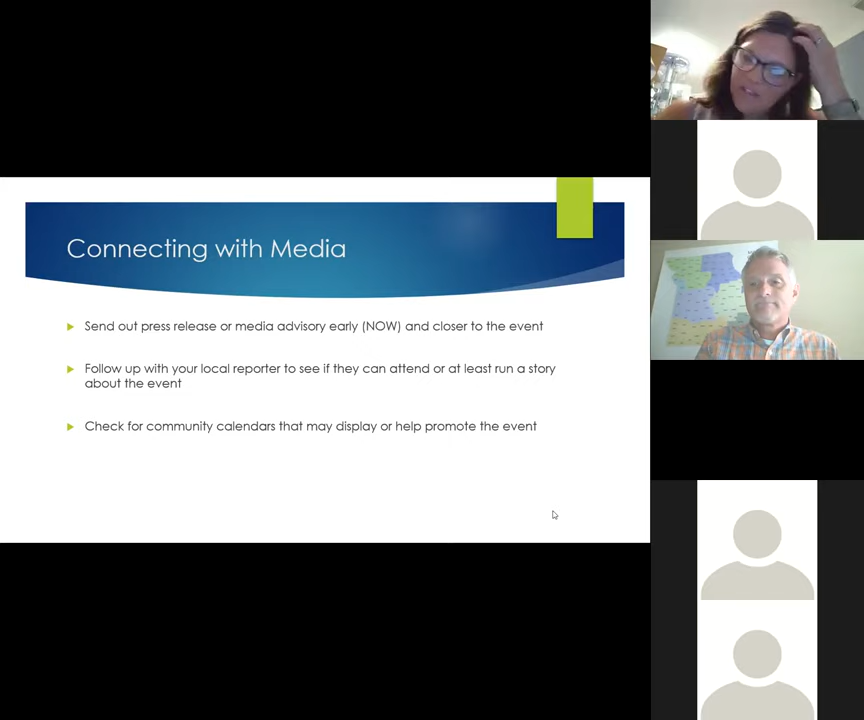 Connecting with Media
Send out press release or media advisory early (NOW) and closer to the event
Follow up with your local reporter to see if they can attend or at least run a story
about the event
Check for community calendars that may display or help promote the event